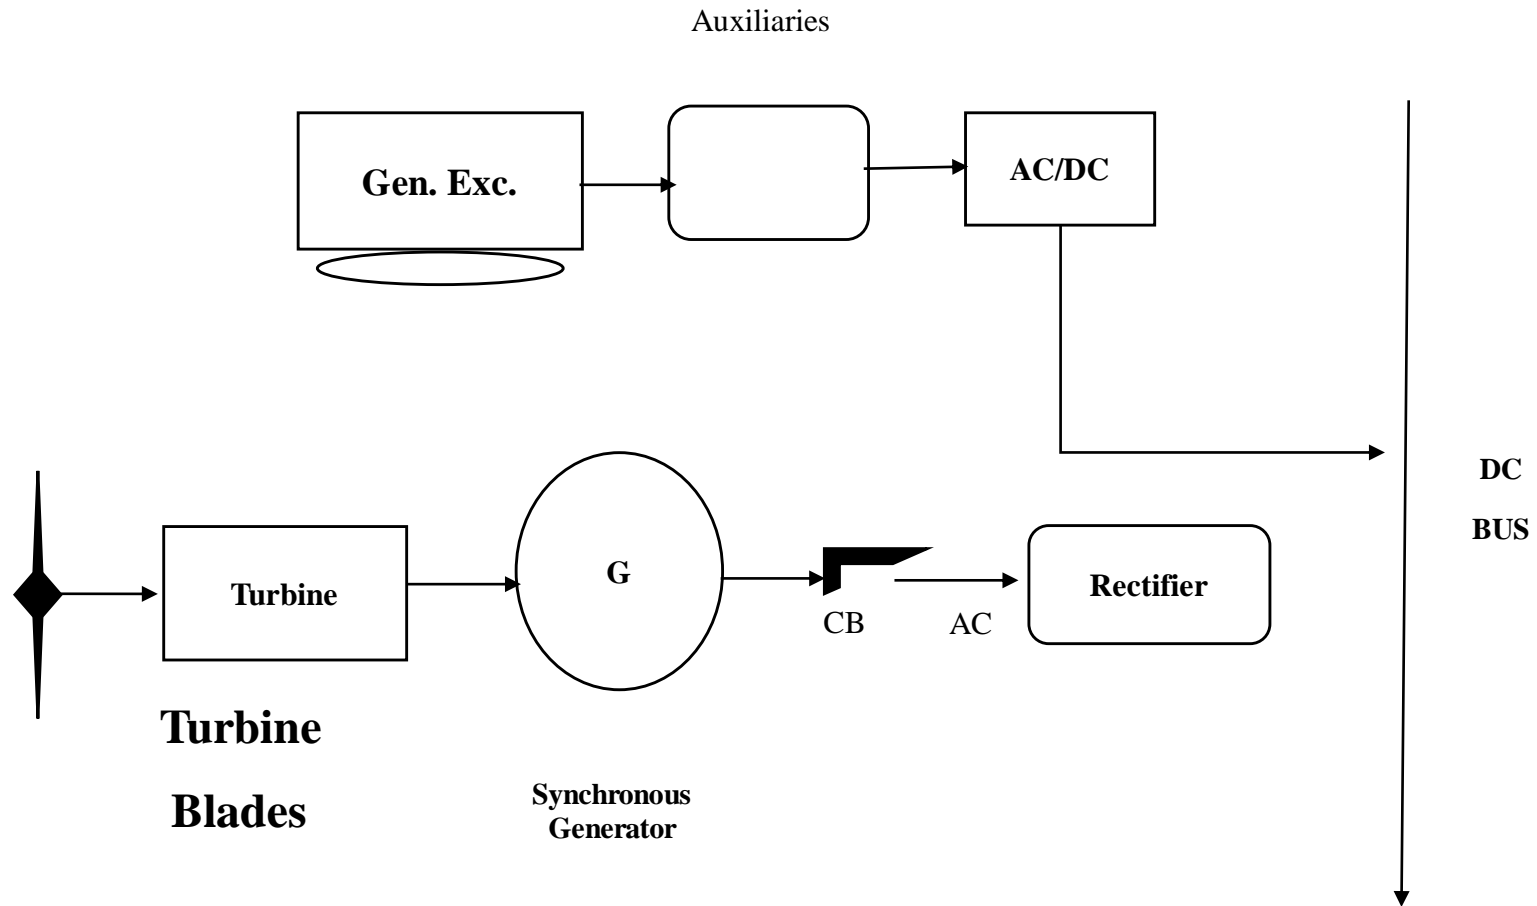 Auxiliaries
Gen. Exc.
AC/DC
DC
BUS
Turbine
G
CB
AC
Rectifier
Turbine
Blades
Synchronous
Generator